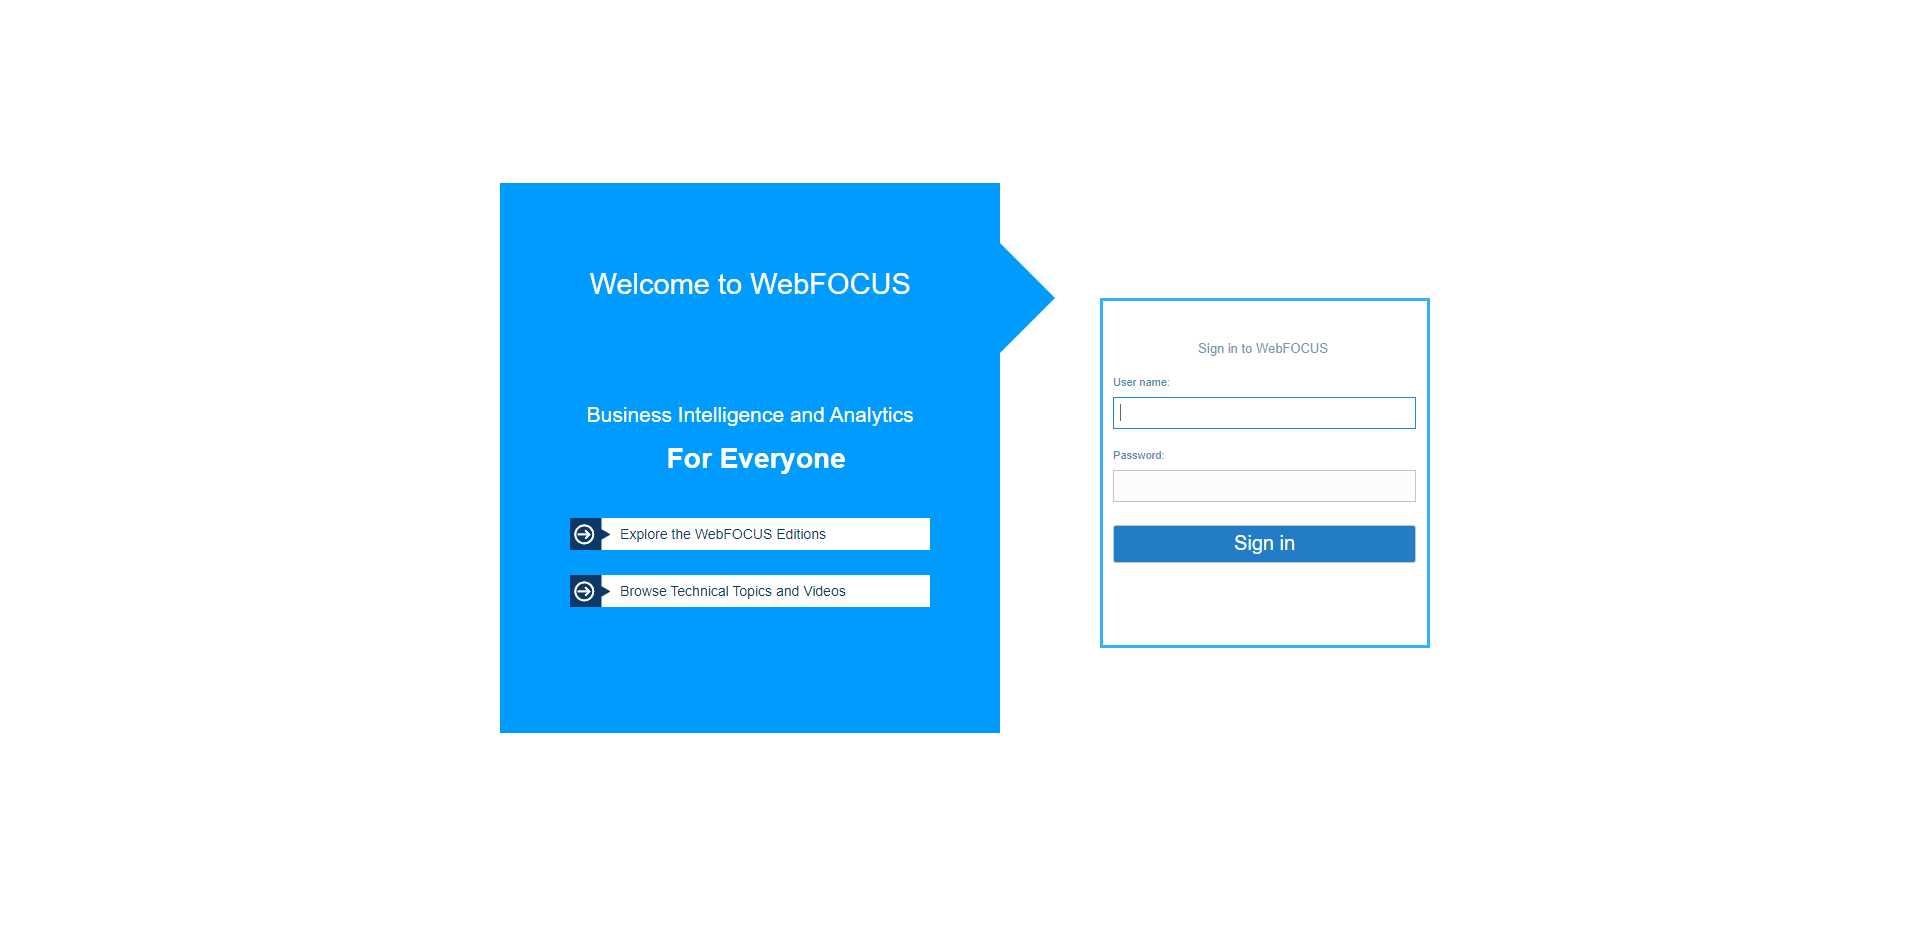 Welcome to WebFOCUS
Business Intelligence and Analytics
For Everyone
Explore the WebFOCUS Editions
Browse Technical Topics and Videos
Sign in to WebFOCUS
User name:
Password:
Sign in